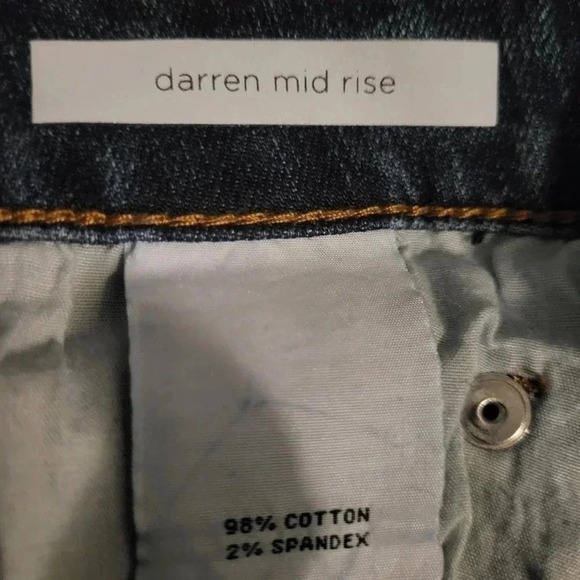 darren mid rise
98% COTTON
2% SPANDEX